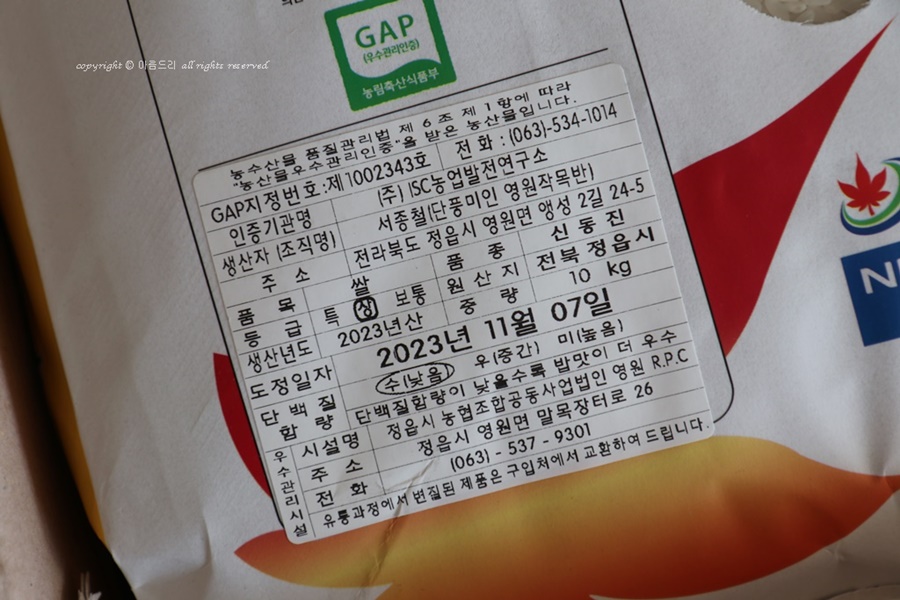 copyright © 아름드리 all rights reserved
GAP
(우수관리인증)
농림축산식품부
농수산물 품질관리법 제 6 조 제 1 항에 따라
"농산물우수관리인증"을 받은 농산물입니다.
GAP지정번호:제1002343호 전 화 : (063)-534-1014
인증기관명 (주) ISC농업발전연구소
생산자 (조직명) 서종철(단풍미인 영원작목반)
주 소 전라북도 정읍시 영원면 앵성 2길 24-5
품 목 쌀 품 종 신 동 진
등 급 특 상 보통 원 산 지 전북 정읍시
생산년도 2023년산 중 량 10 kg
도정일자 2023년 11월 07일
단 백 질 함 량 수(낮음) 우(중간) 미(높음)
단백질함량이 낮을수록 밥맛이 더 우수
우수관리시설 시설명 정읍시 농협조합공동사업법인 영원 R.P.C
주 소 정읍시 영원면 말목장터로 26
전 화 (063) - 537 - 9301
유통과정에서 변질된 제품은 구입처에서 교환하여 드립니다.